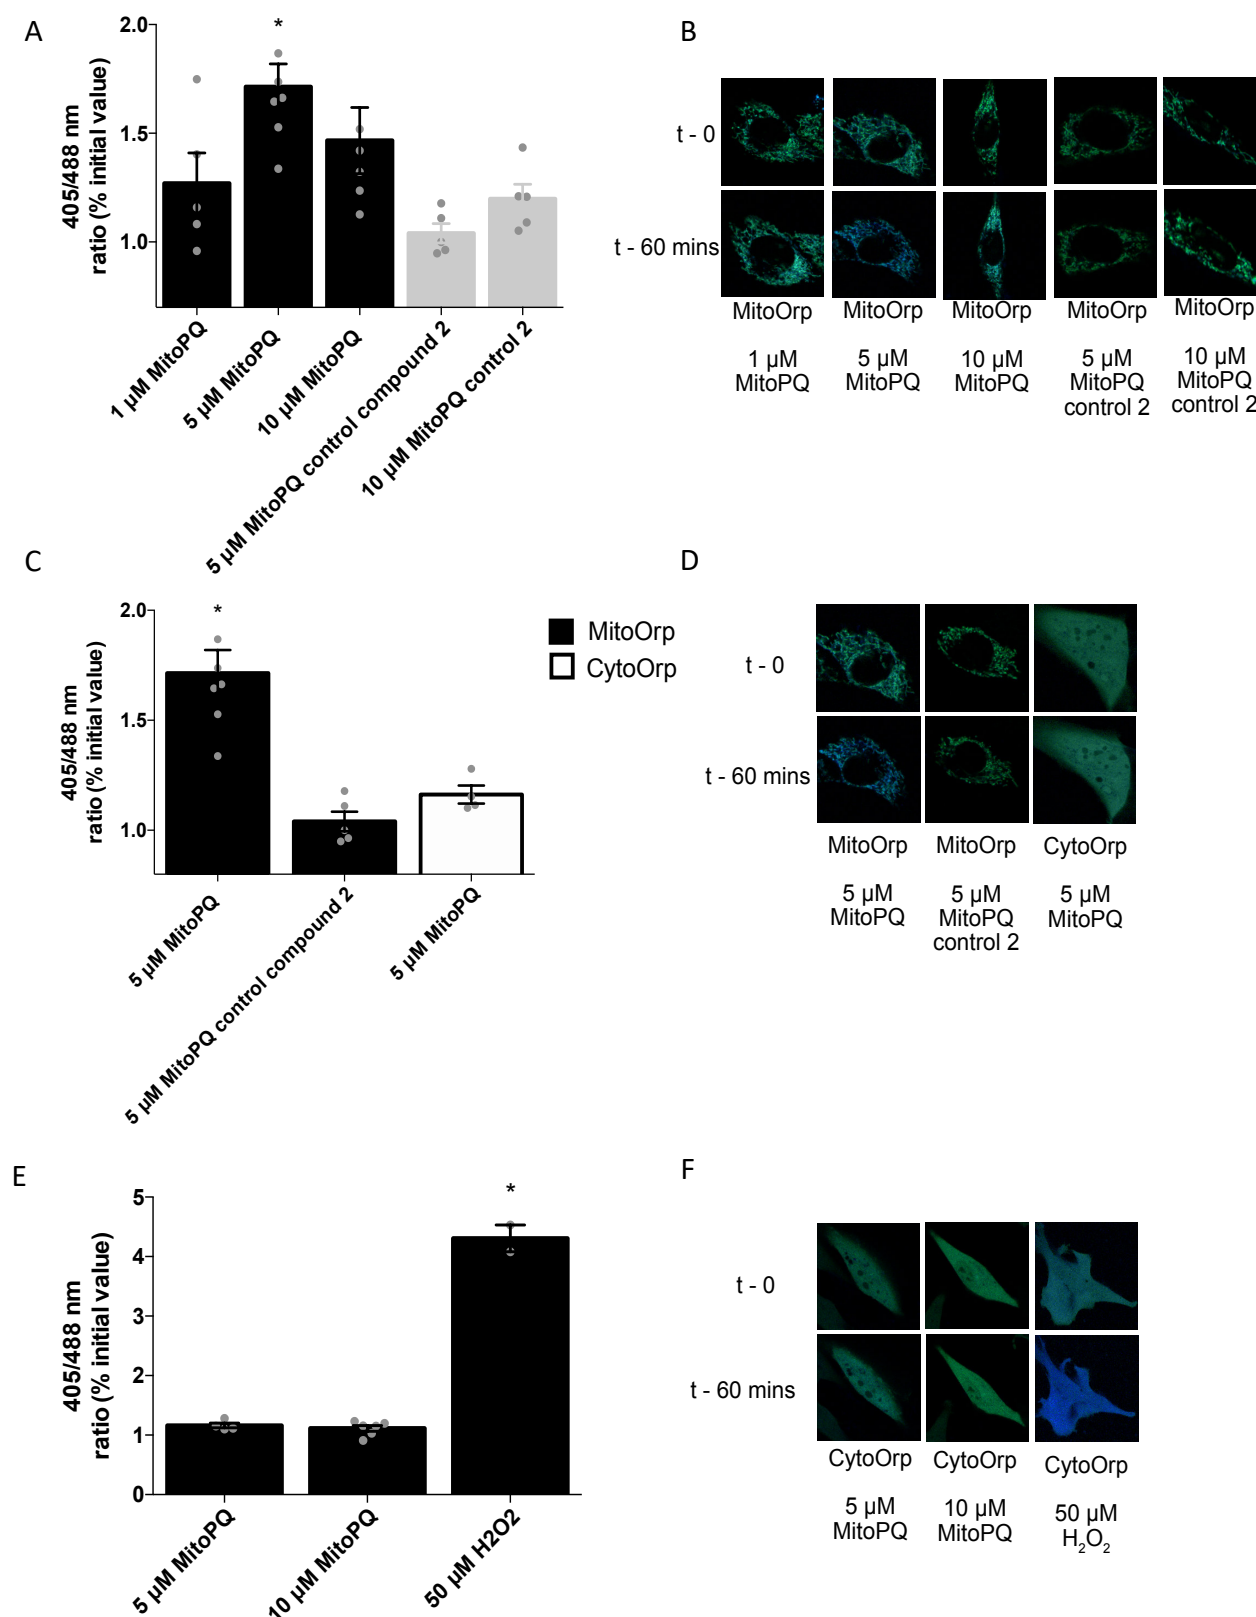 A
405/488 nm
ratio (% initial value)
2.0
1.5
1.0
*
1 µM MitoPQ
5 µM MitoPQ
10 µM MitoPQ
5 µM MitoPQ control compound 2
10 µM MitoPQ control 2
B
t - 0
t - 60 mins
MitoOrp
1 µM
MitoPQ
MitoOrp
5 µM
MitoPQ
MitoOrp
10 µM
MitoPQ
MitoOrp
5 µM
MitoPQ
control 2
MitoOrp
10 µM
MitoPQ
control 2
C
405/488 nm
ratio (% initial value)
2.0
1.5
1.0
*
5 µM MitoPQ
5 µM MitoPQ control compound 2
5 µM MitoPQ
MitoOrp
CytoOrp
D
t - 0
t - 60 mins
MitoOrp
5 µM
MitoPQ
MitoOrp
5 µM
MitoPQ
control 2
CytoOrp
5 µM
MitoPQ
E
405/488 nm
ratio (% initial value)
5
4
3
2
1
0
*
5 µM MitoPQ
10 µM MitoPQ
50 µM H2O2
F
t - 0
t - 60 mins
CytoOrp
5 µM
MitoPQ
CytoOrp
10 µM
MitoPQ
CytoOrp
50 µM
H₂O₂